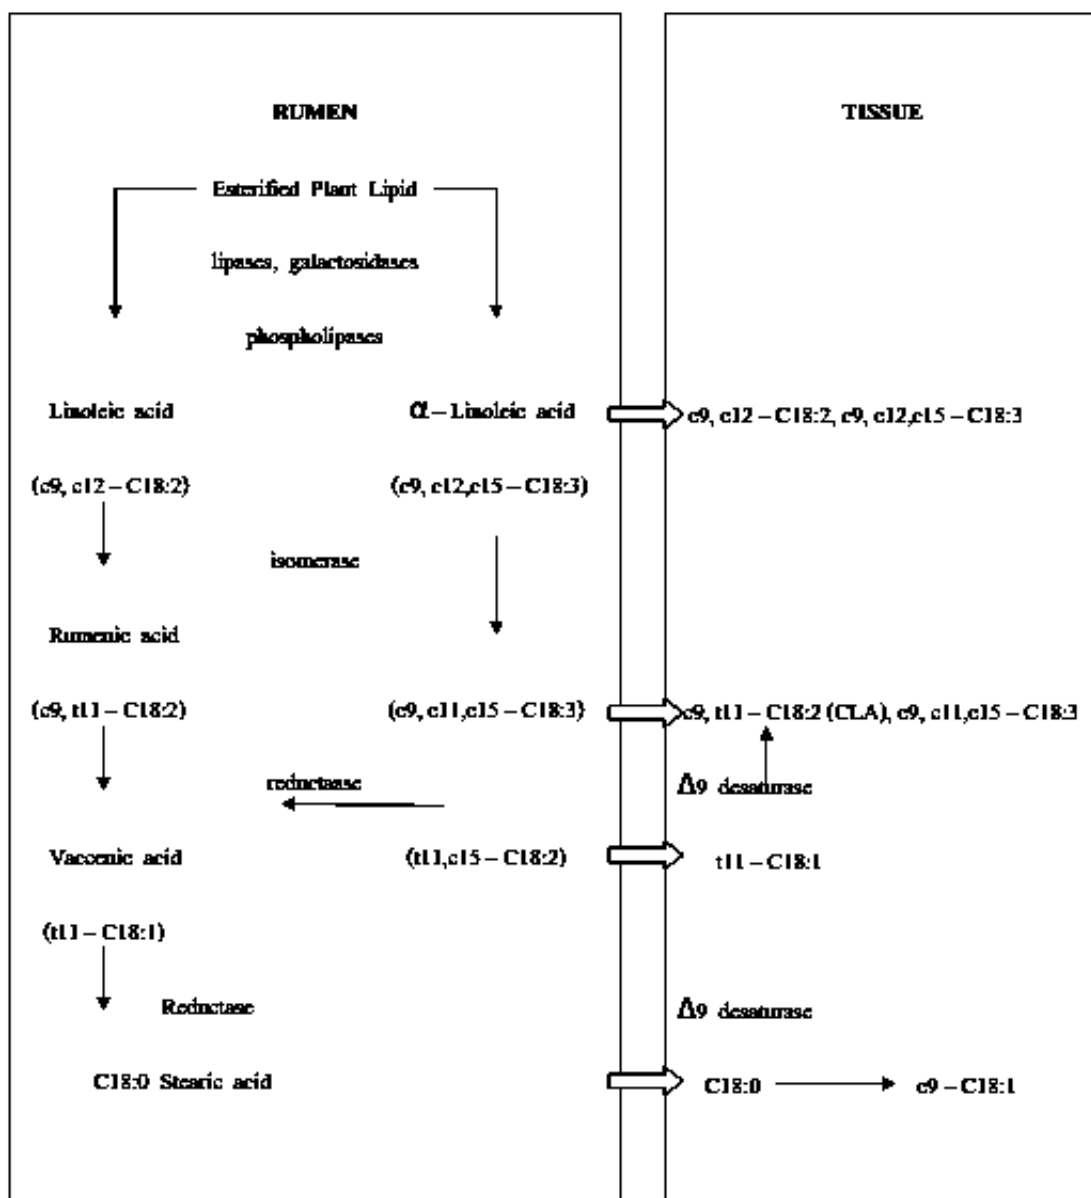 RUMEN
TISSUE
Esterified Plant Lipid
lipases, galactosidases
phospholipases
Linoleic acid
α – Linoleic acid
c9, c12 – C18:2, c9, c12,c15 – C18:3
(c9, c12 – C18:2)
(c9, c12,c15 – C18:3)
isomerase
Rumenic acid
(c9, t11 – C18:2)
(c9, c11,c15 – C18:3)
c9, t11 – C18:2 (CLA), c9, c11,c15 – C18:3
reductaase
Δ9 desaturase
Vaccenic acid
(t11,c15 – C18:2)
t11 – C18:1
(t11 – C18:1)
Reductase
Δ9 desaturase
C18:0 Stearic acid
C18:0
c9 – C18:1